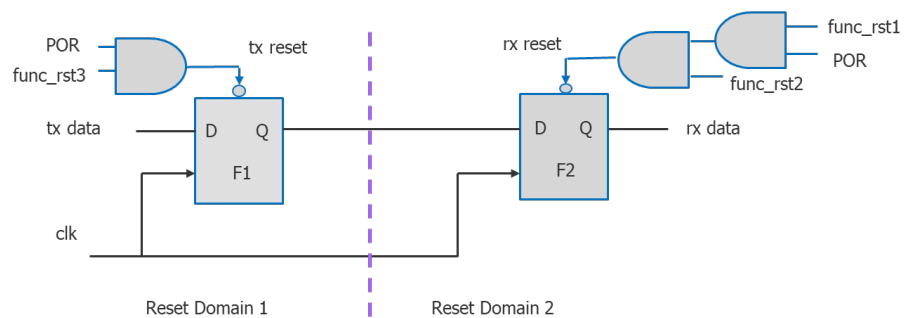 POR
func_rst3
tx reset
rx reset
func_rst1
POR
func_rst2
tx data
D
Q
F1
D
Q
F2
rx data
clk
Reset Domain 1
Reset Domain 2